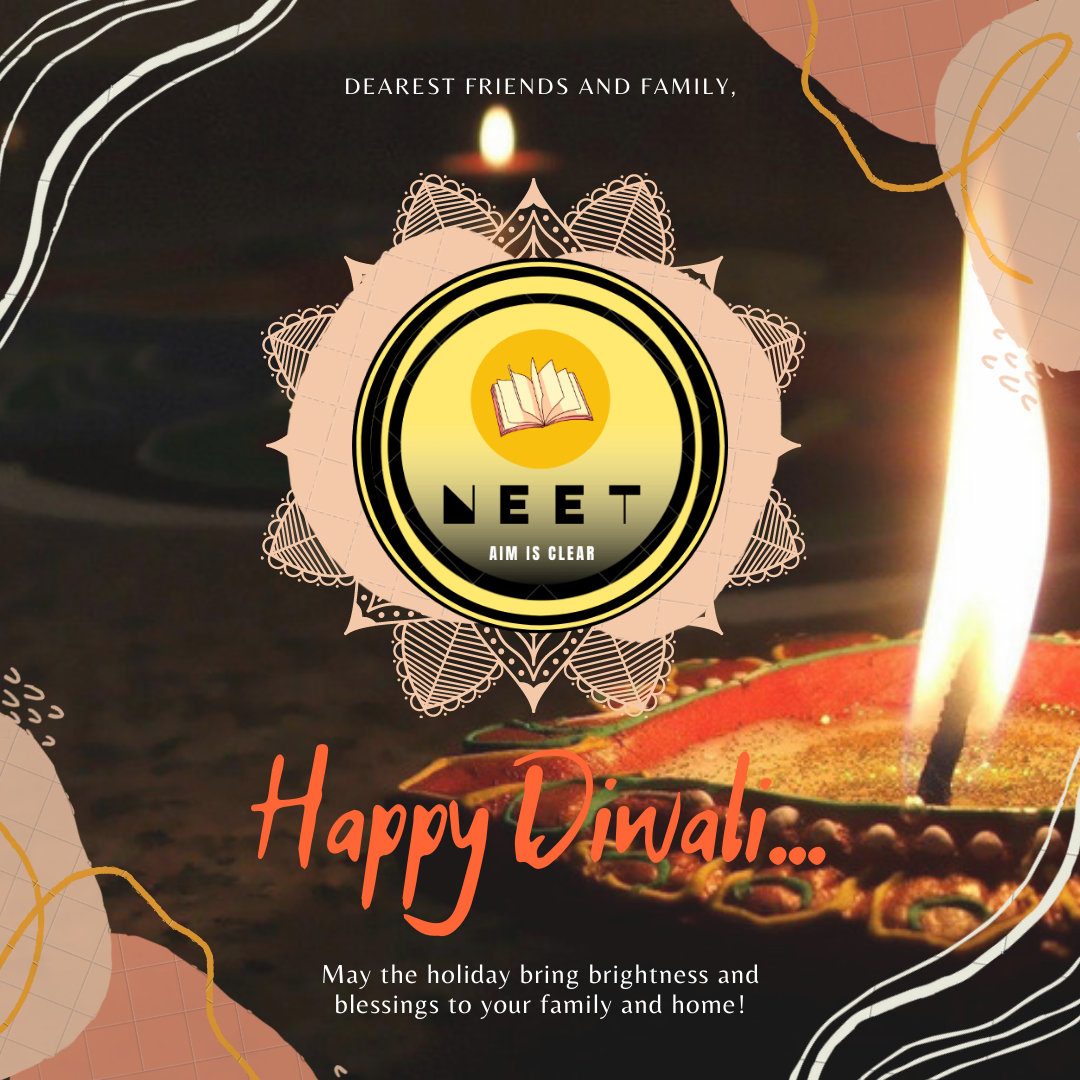 DEAREST FRIENDS AND FAMILY,
NEET
AIM IS CLEAR
Happy Diwali...
May the holiday bring brightness and
blessings to your family and home!